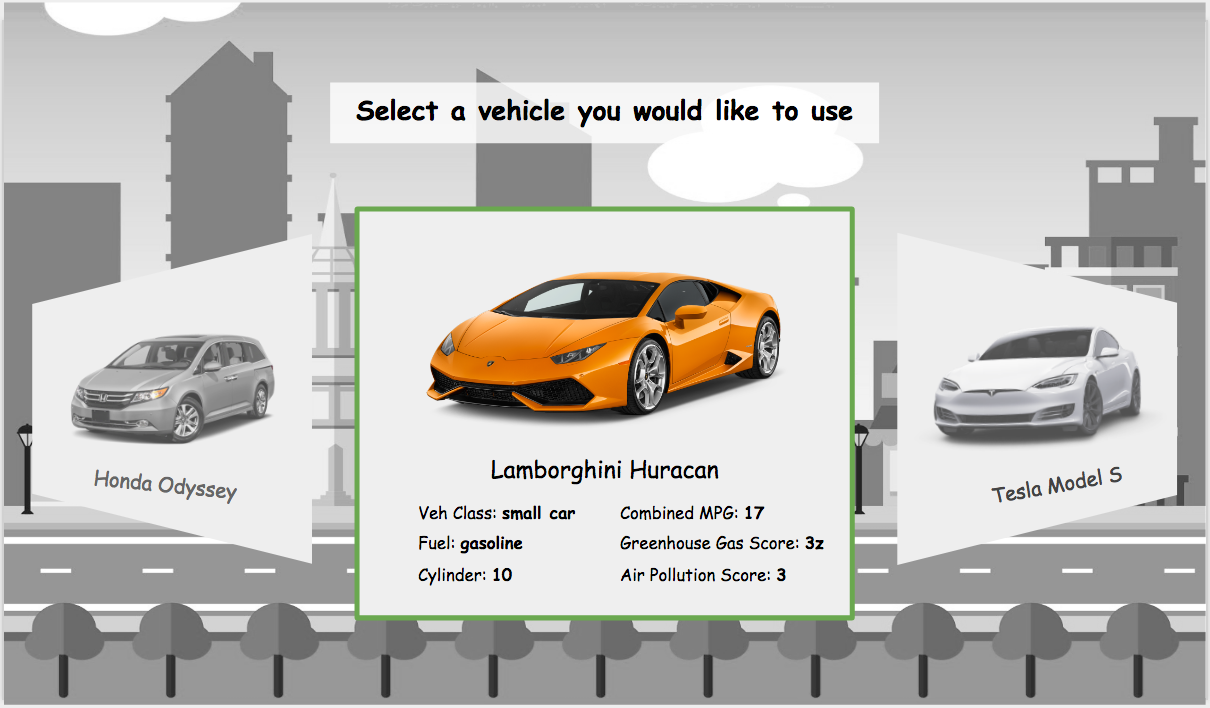 Select a vehicle you would like to use
Honda Odyssey
Lamborghini Huracan
Veh Class: small car
Fuel: gasoline
Cylinder: 10
Combined MPG: 17
Greenhouse Gas Score: 3z
Air Pollution Score: 3
Tesla Model S